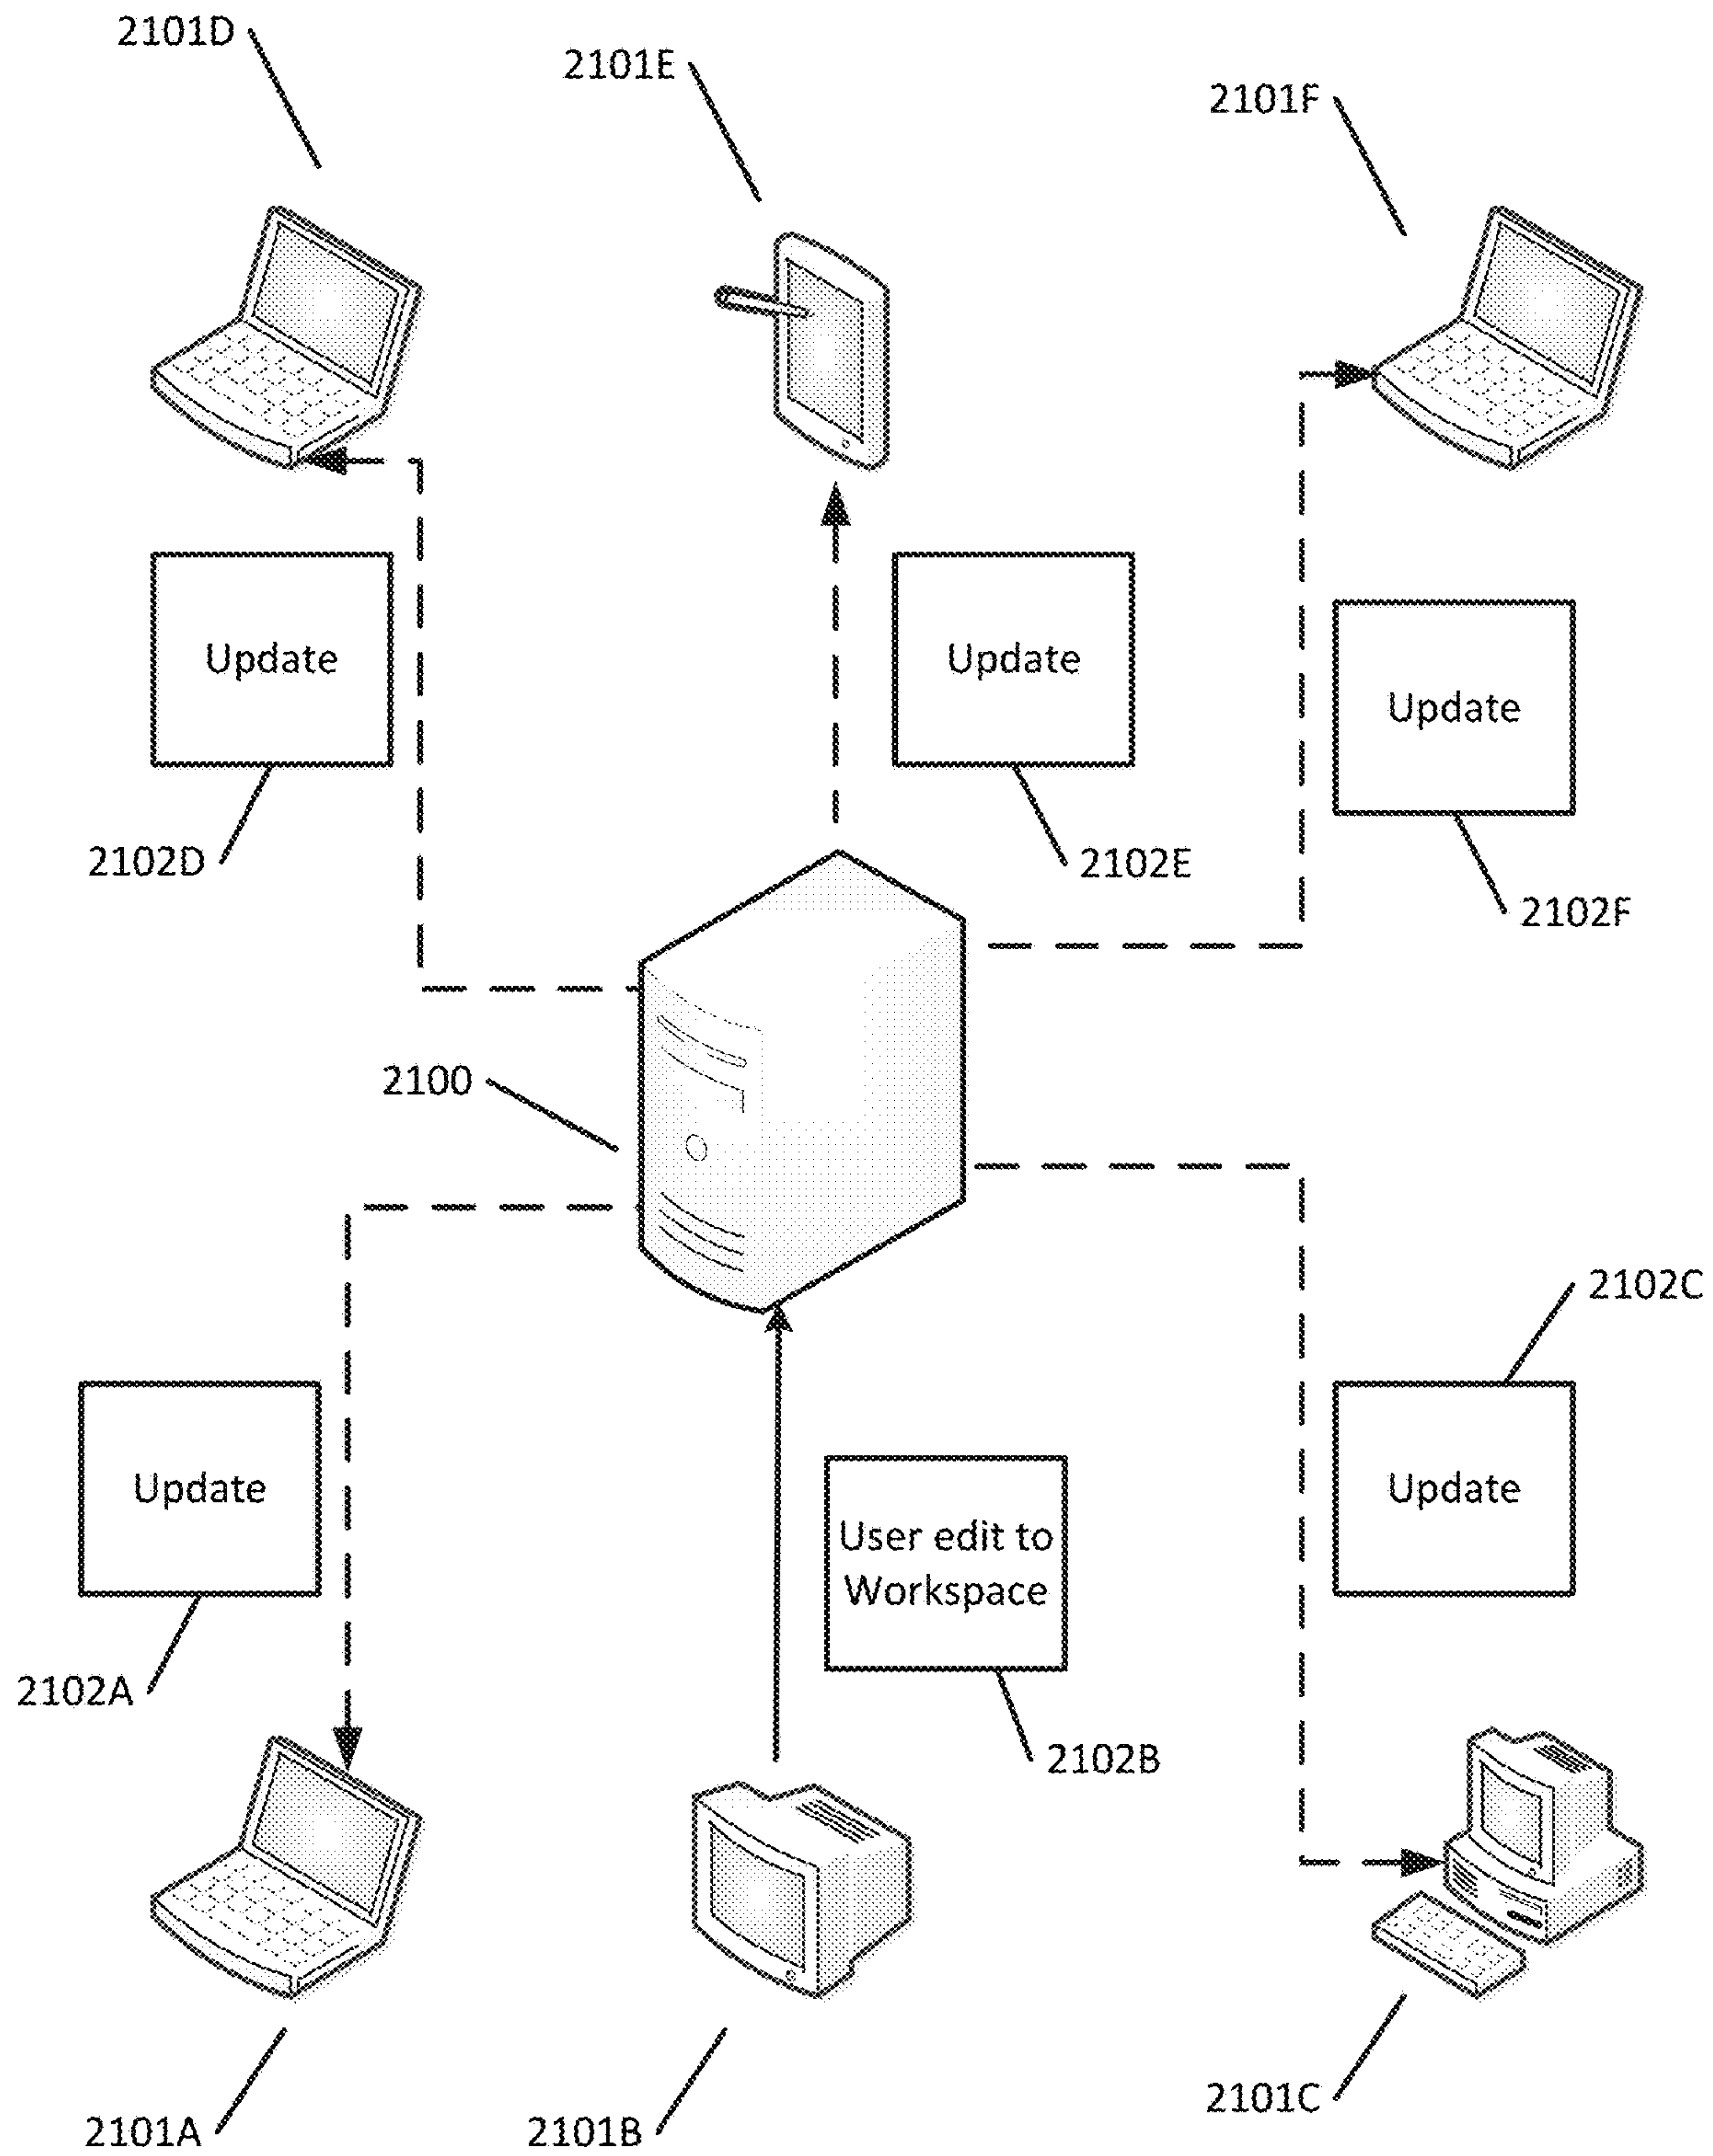 2101D
2101E
2101F
Update
Update
Update
2102D
2102E
2102F
2100
2102C
Update
Update
User edit to
Workspace
2102A
2102B
2101A
2101B
2101C